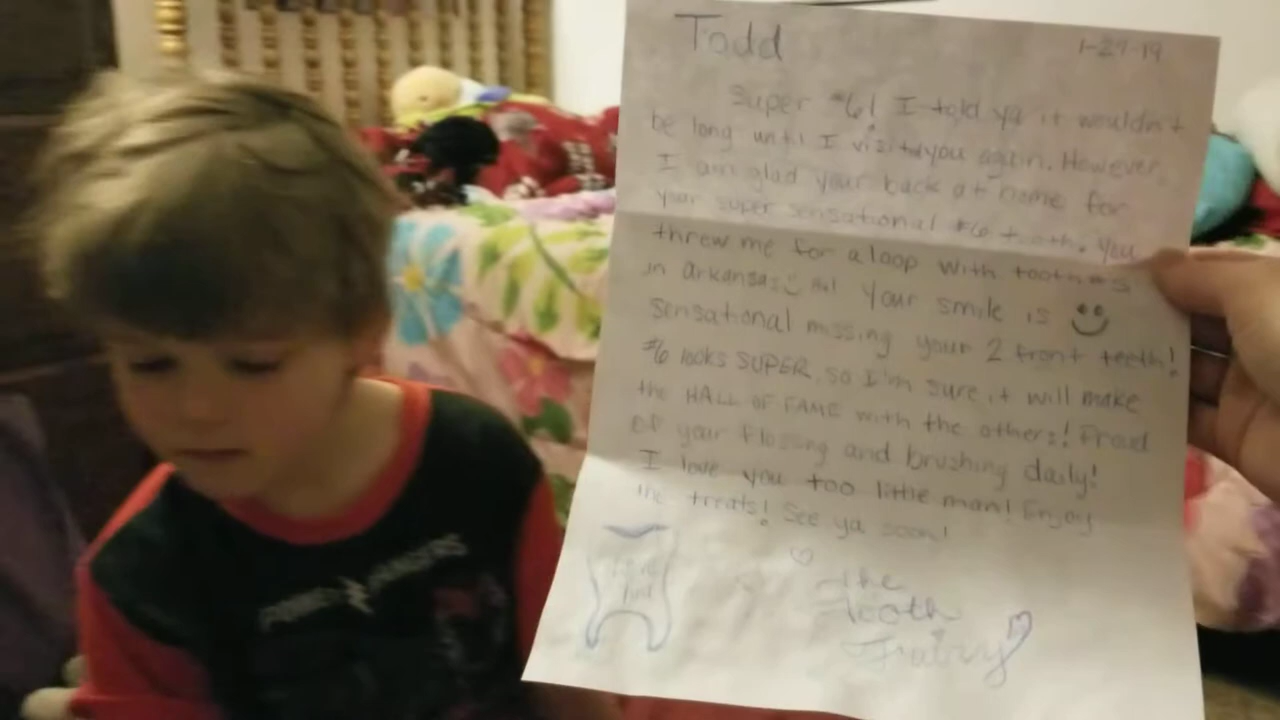 Todd 1-27-19
Super #6! I told ya it wouldn't
be long until I visit you again. However,
I am glad your back at home for
your super sensational #6 tooth. You
threw me for a loop with tooth #5
in arkansas Your smile is
sensational missing your 2 front teeth!
#6 looks SUPER, so I'm sure it will make
the HALL OF FAME with the others! Proud
of your flossing and brushing daily!
I love you too little man! Enjoy
the treats! See ya soon!
The
Tooth
Fairy
POWER RANGERS